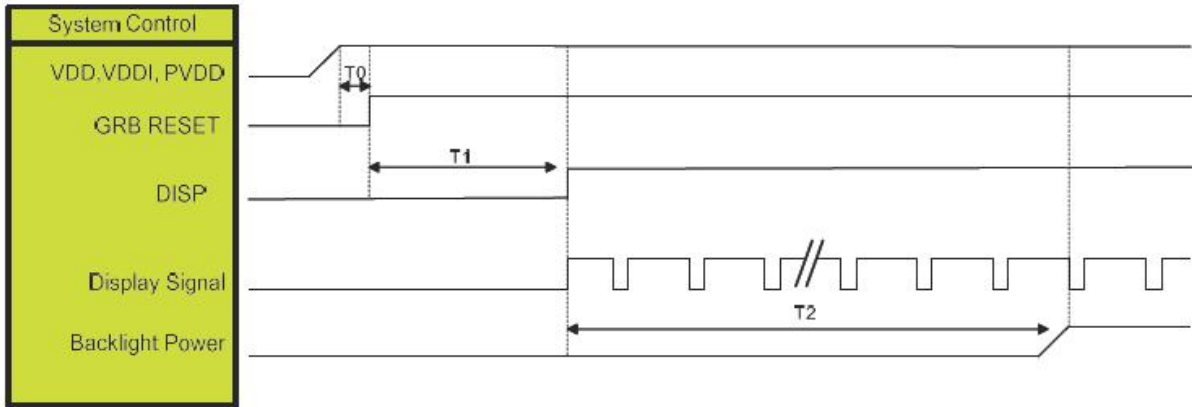 System Control
VDD,VDDI, PVDD
T0
GRB RESET
T1
DISP
Display Signal
T2
Backlight Power